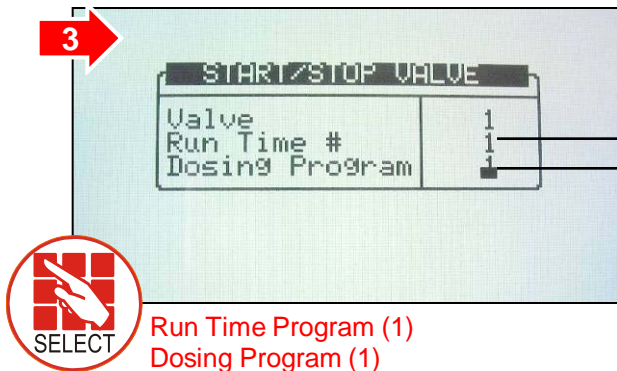 3
START/STOP VALVE
Valve 1
Run Time # 1
Dosing Program 1
SELECT
Run Time Program (1)
Dosing Program (1)